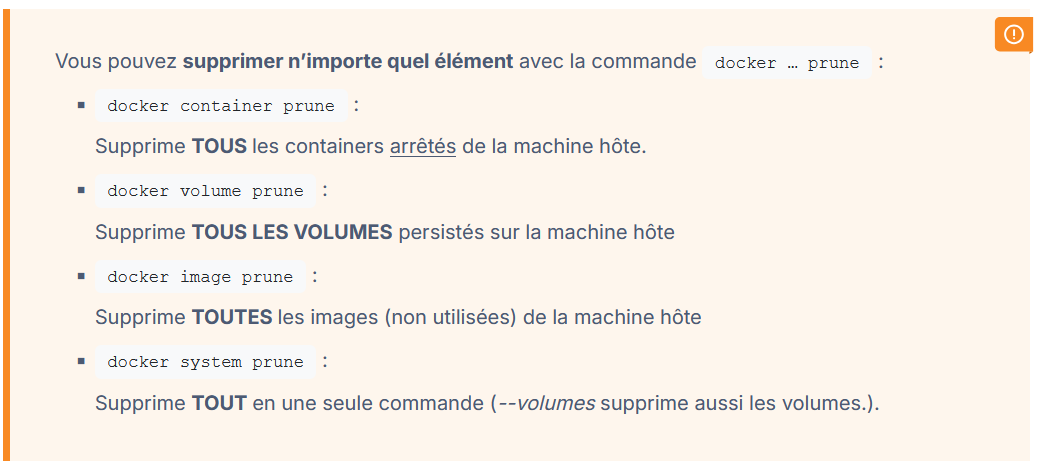 Vous pouvez supprimer n’importe quel élément avec la commande docker … prune :
docker container prune :
Supprime TOUS les containers arrêtés de la machine hôte.
docker volume prune :
Supprime TOUS LES VOLUMES persistés sur la machine hôte
docker image prune :
Supprime TOUTES les images (non utilisées) de la machine hôte
docker system prune :
Supprime TOUT en une seule commande (--volumes supprime aussi les volumes.).